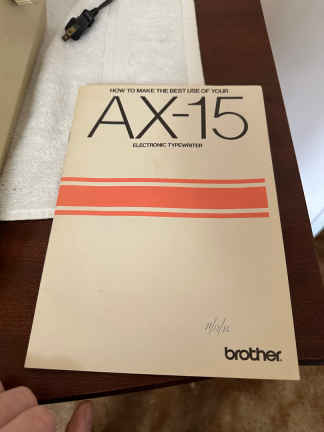 HOW TO MAKE THE BEST USE OF YOUR
AX-15
ELECTRONIC TYPEWRITER
brother